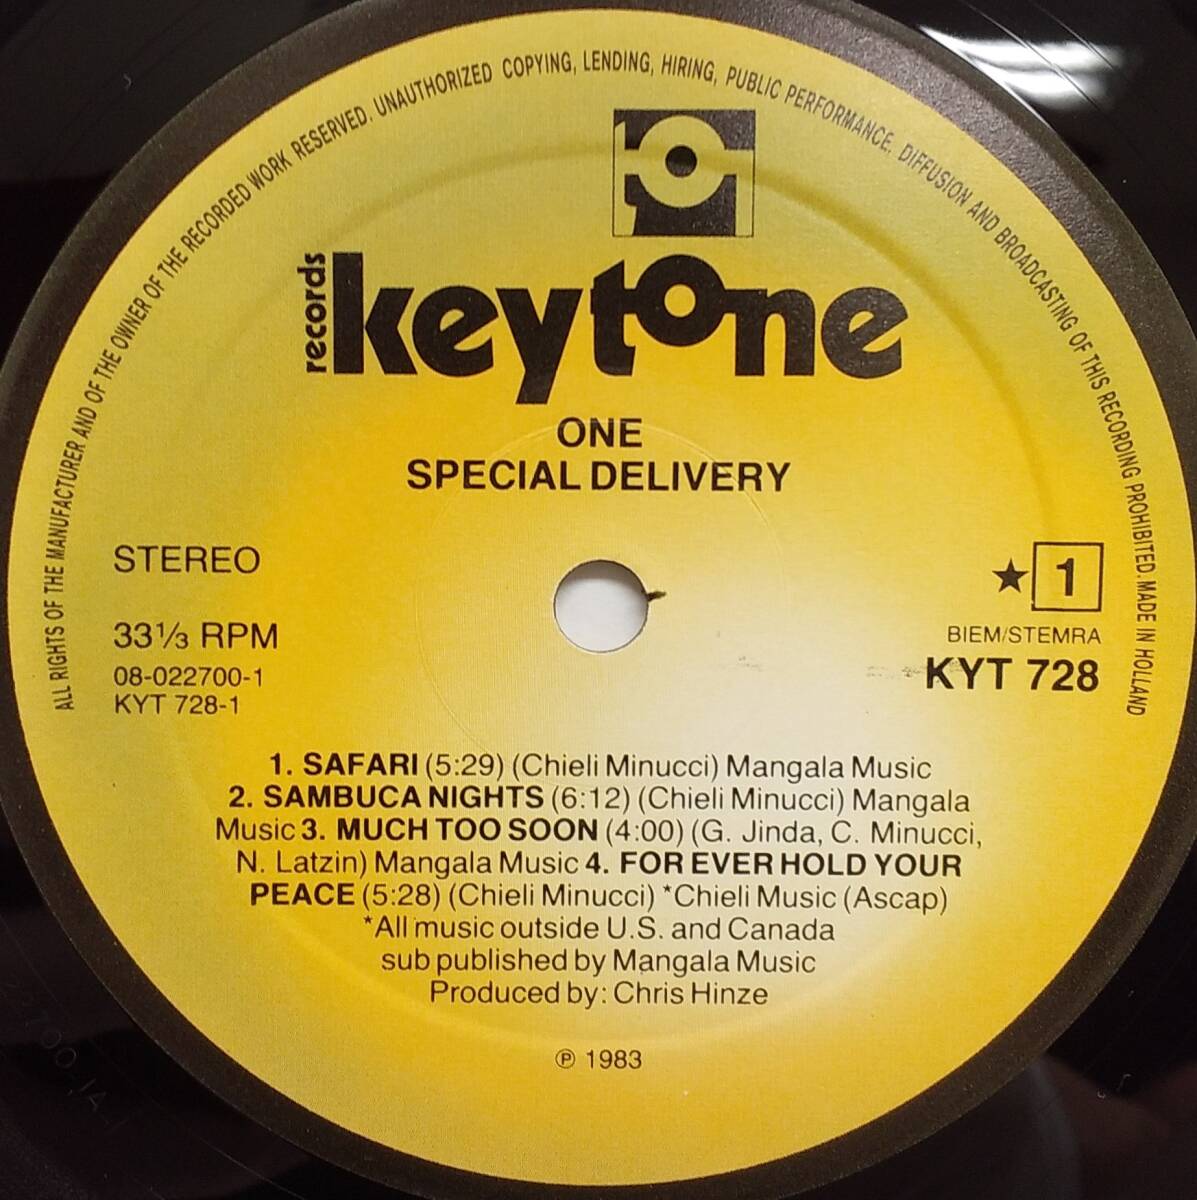 ALL RIGHTS OF THE MANUFACTURER AND OF THE OWNER OF THE RECORDED WORK RESERVED. UNAUTHORIZED COPYING, LENDING, HIRING, PUBLIC PERFORMANCE, DIFFUSION AND BROADCASTING OF THIS RECORDING PROHIBITED. MADE IN HOLLAND
records
keytone
ONE
SPECIAL DELIVERY
STEREO
33⅓ RPM
08-022700-1
KYT 728-1
★ 1
BIEM/STEMRA
KYT 728
1. SAFARI (5:29) (Chieli Minucci) Mangala Music
2. SAMBUCA NIGHTS (6:12) (Chieli Minucci) Mangala
Music 3. MUCH TOO SOON (4:00) (G. Jinda, C. Minucci,
N. Latzin) Mangala Music 4. FOR EVER HOLD YOUR
PEACE (5:28) (Chieli Minucci) *Chieli Music (Ascap)
*All music outside U.S. and Canada
sub published by Mangala Music
Produced by: Chris Hinze
℗ 1983